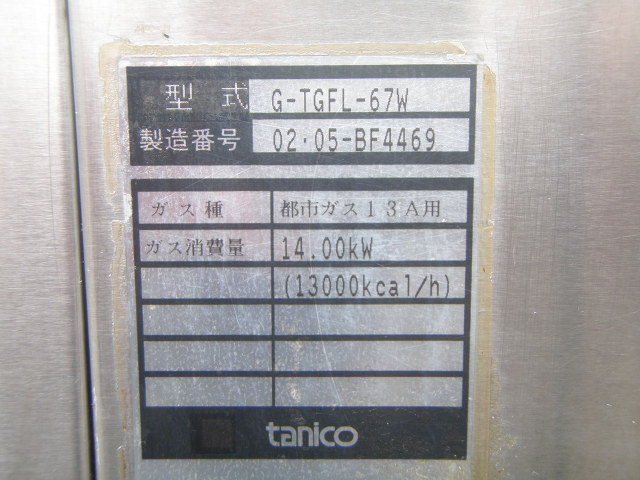 型 式 G-TGFL-67W
製造番号 02・05-BF4469
ガス種 都市ガス13A用
ガス消費量 14.00kW
(13000kcal/h)
tanico